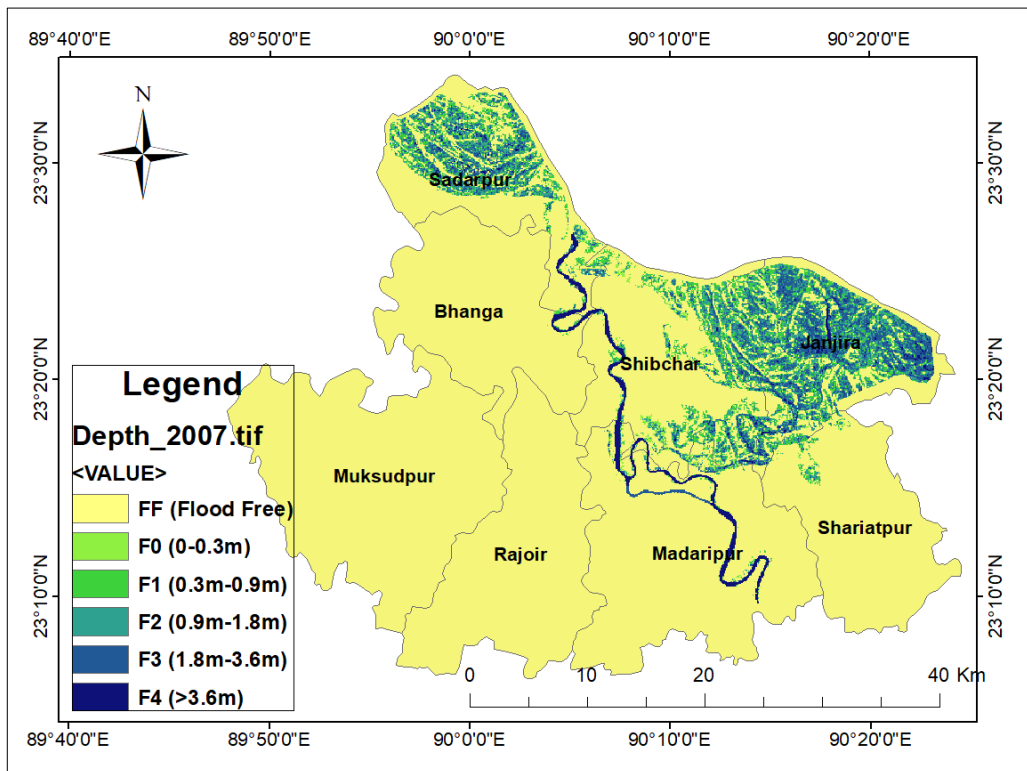 89°40'0"E 89°50'0"E 90°0'0"E 90°10'0"E 90°20'0"E
N
23°30'0"N
23°30'0"N
Sadarpur
Bhanga
Janjira
Shibchar
23°20'0"N
23°20'0"N
Legend
Depth_2007.tif
<VALUE>
FF (Flood Free)
F0 (0-0.3m)
F1 (0.3m-0.9m)
F2 (0.9m-1.8m)
F3 (1.8m-3.6m)
F4 (>3.6m)
Muksudpur
Rajoir
Madaripur
Shariatpur
23°10'0"N
23°10'0"N
0 10 20 40 Km
89°40'0"E 89°50'0"E 90°0'0"E 90°10'0"E 90°20'0"E